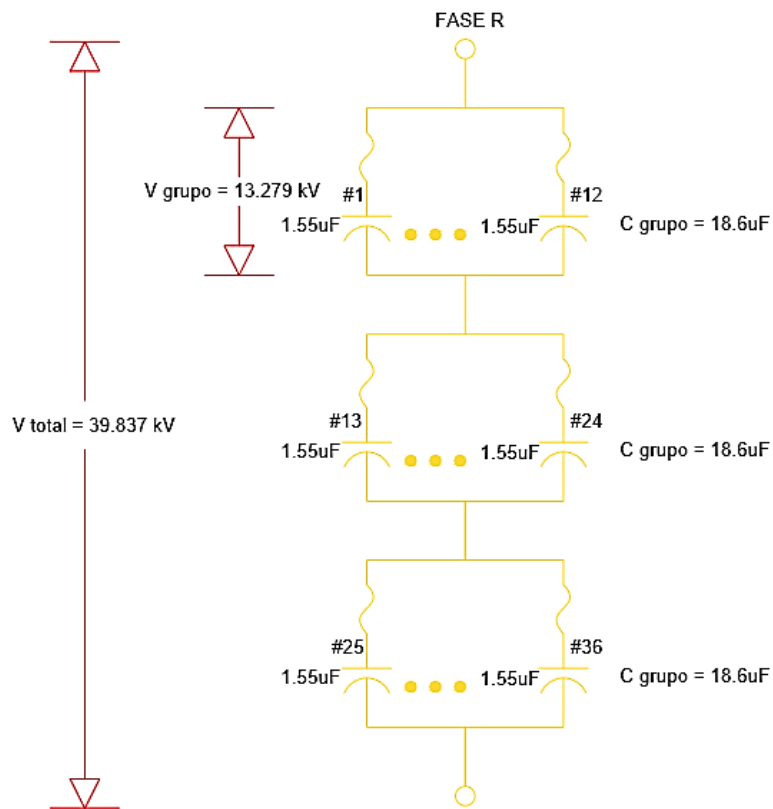 FASE R
V grupo = 13.279 kV
#1
#12
1.55uF
1.55uF
C grupo = 18.6uF
#13
#24
V total = 39.837 kV
1.55uF
1.55uF
C grupo = 18.6uF
#25
#36
1.55uF
1.55uF
C grupo = 18.6uF